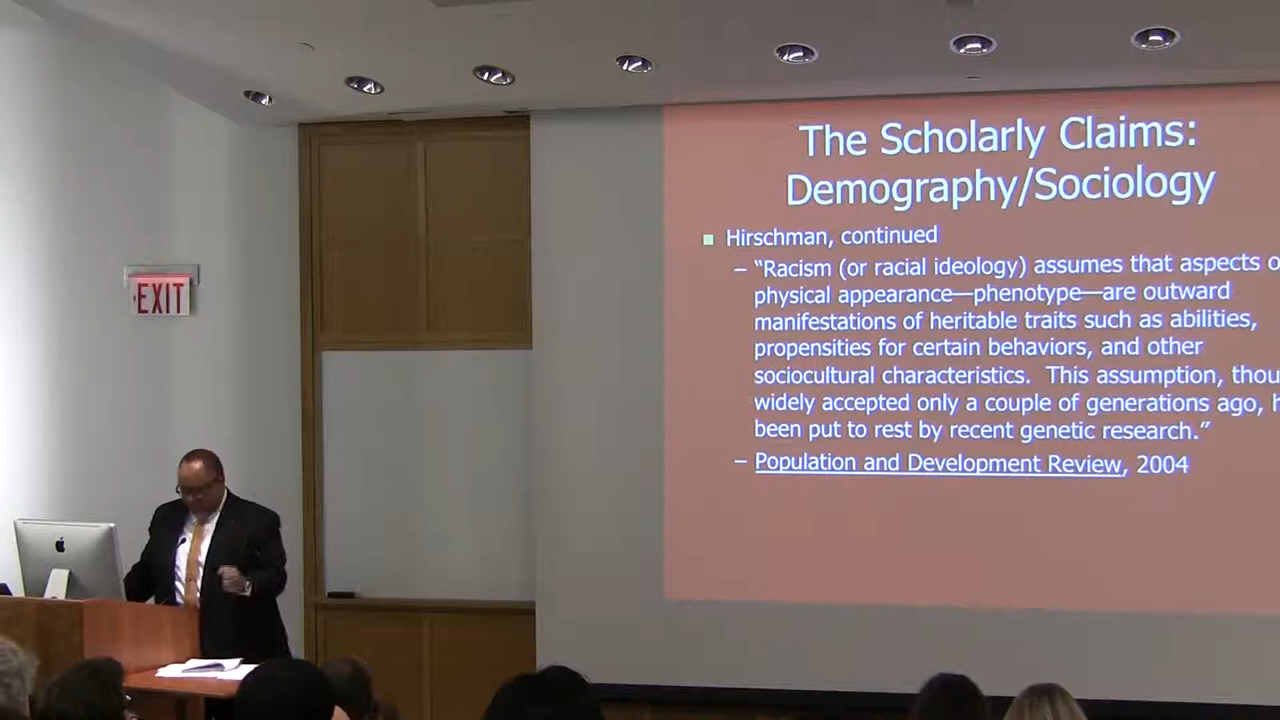 The Scholarly Claims:
Demography/Sociology
Hirschman, continued
– “Racism (or racial ideology) assumes that aspects o
physical appearance—phenotype—are outward
manifestations of heritable traits such as abilities,
propensities for certain behaviors, and other
sociocultural characteristics. This assumption, thou
widely accepted only a couple of generations ago, h
been put to rest by recent genetic research.”
– Population and Development Review, 2004
EXIT